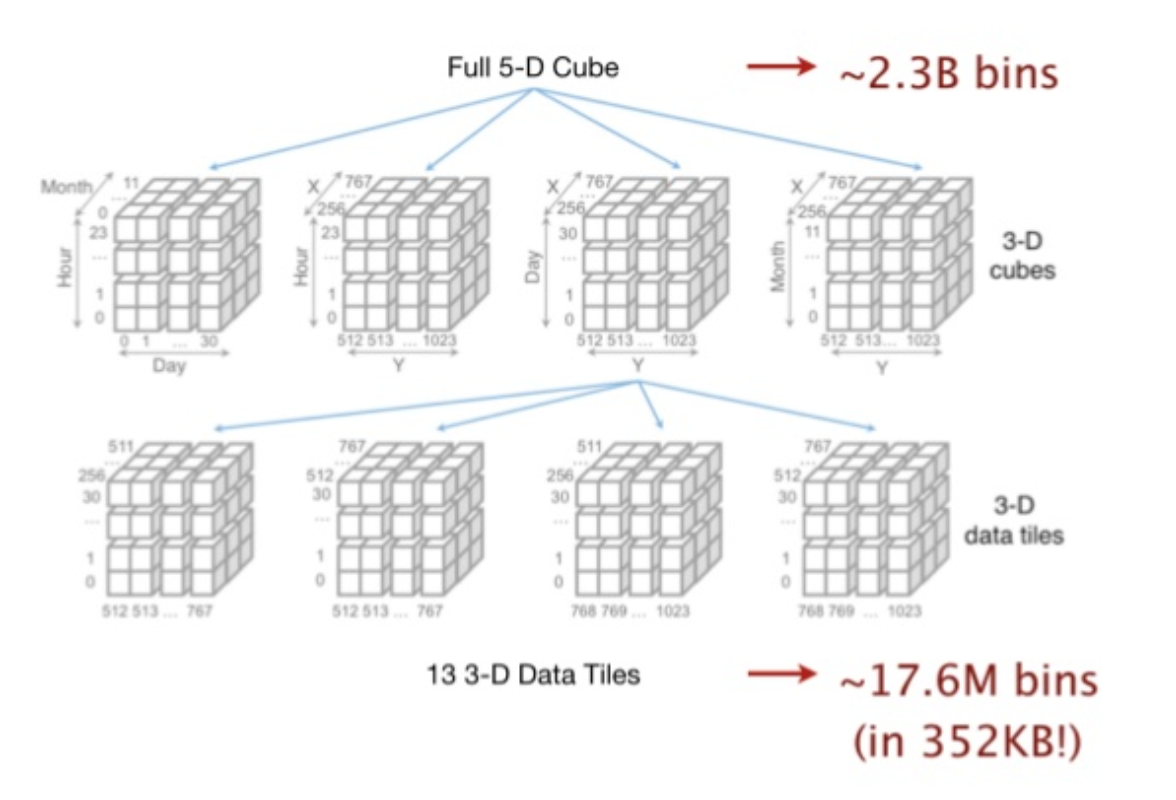 Full 5-D Cube → ~2.3B bins
Month 11 ... 0
Hour 23 ... 1 0
0 1 ... 30
Day
X 767 ... 256
Hour 23 ... 1 0
512 513 ... 1023
Y
X 767 ... 256
Day 30 ... 1 0
512 513 ... 1023
Y
X 767 ... 256
Month 11 ... 1 0
512 513 ... 1023
Y
3-D
cubes
511 ... 256
30 ... 1 0
512 513 ... 767
767 ... 512
30 ... 1 0
512 513 ... 767
511 ... 256
30 ... 1 0
768 769 ... 1023
767 ... 512
30 ... 1 0
768 769 ... 1023
3-D
data tiles
13 3-D Data Tiles → ~17.6M bins
(in 352KB!)